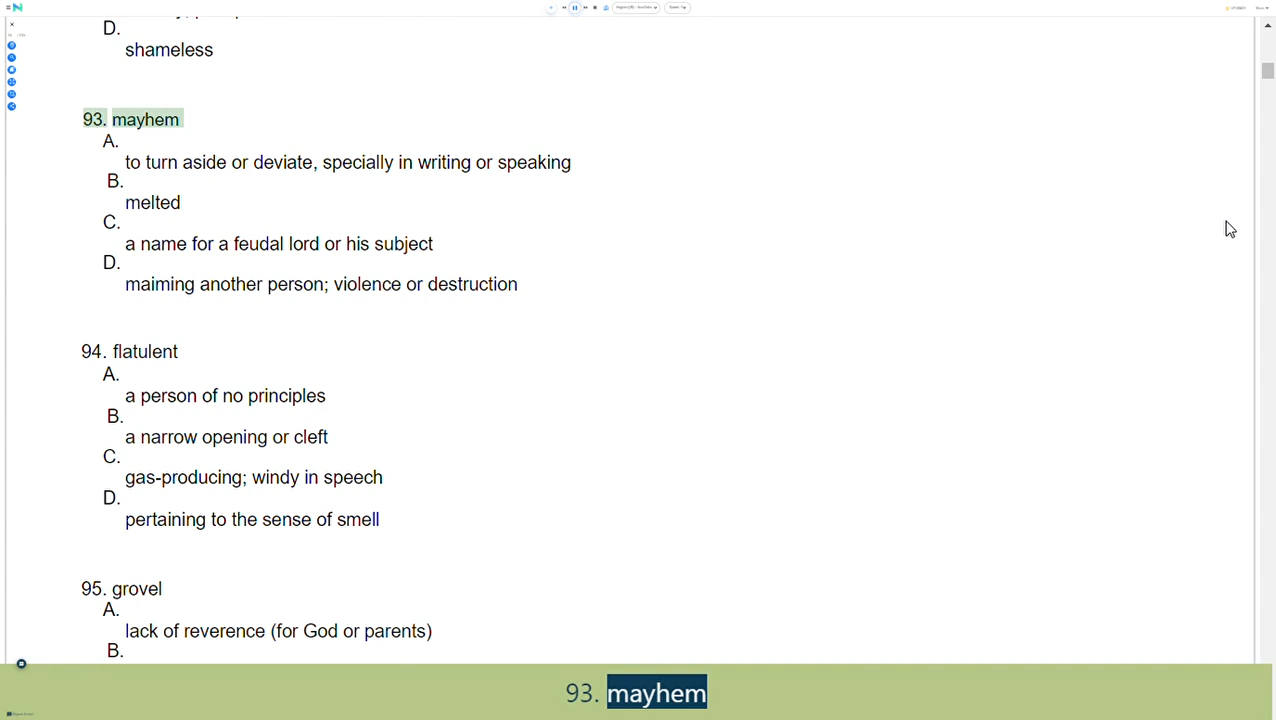 D.
shameless
93. mayhem
A.
to turn aside or deviate, specially in writing or speaking
B.
melted
C.
a name for a feudal lord or his subject
D.
maiming another person; violence or destruction
94. flatulent
A.
a person of no principles
B.
a narrow opening or cleft
C.
gas-producing; windy in speech
D.
pertaining to the sense of smell
95. grovel
A.
lack of reverence (for God or parents)
B.
93. mayhem